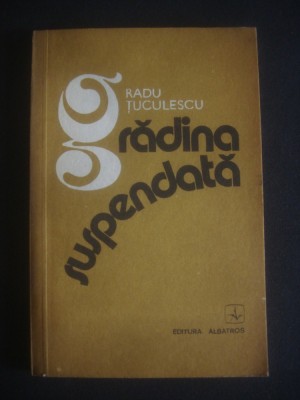 RADU
ȚUCULESCU
grădina
suspendată
EDITURA ALBATROS